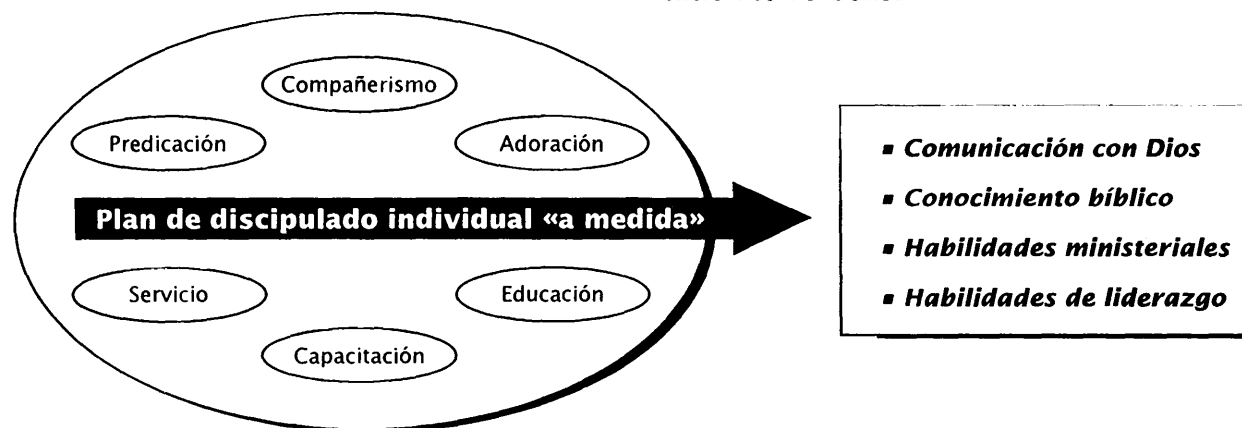 Compañerismo
Predicación
Adoración
Plan de discipulado individual «a medida»
Servicio
Educación
Capacitación
▪ Comunicación con Dios
▪ Conocimiento bíblico
▪ Habilidades ministeriales
▪ Habilidades de liderazgo